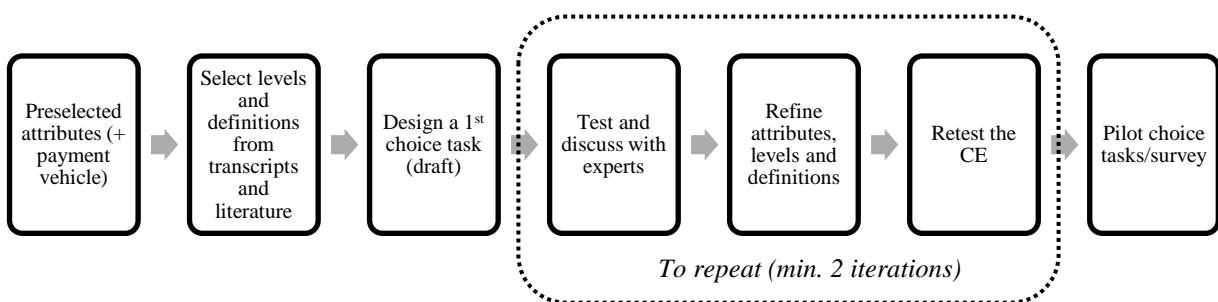 Preselected
attributes (+
payment
vehicle)
Select levels
and
definitions
from
transcripts
and
literature
Design a 1st
choice task
(draft)
Test and
discuss with
experts
Refine
attributes,
levels and
definitions
Retest the
CE
Pilot choice
tasks/survey
To repeat (min. 2 iterations)